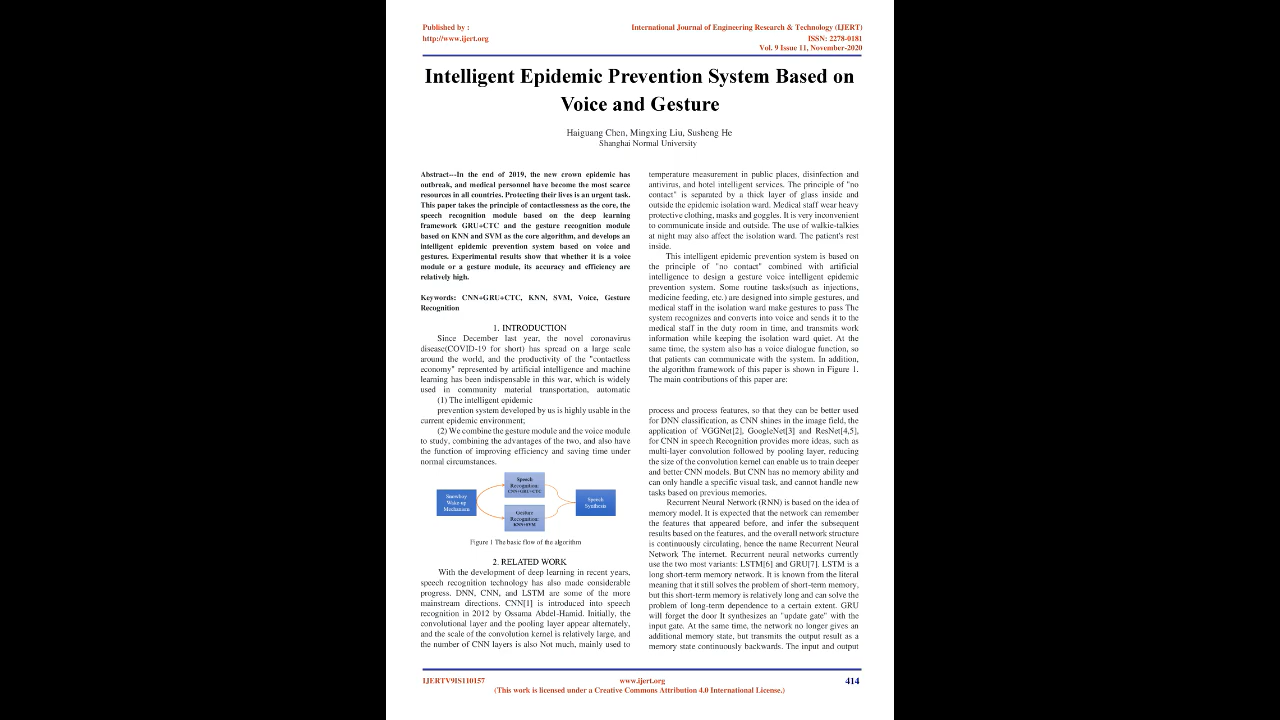 Published by :
http://www.ijert.org
International Journal of Engineering Research & Technology (IJERT)
ISSN: 2278-0181
Vol. 9 Issue 11, November-2020
Intelligent Epidemic Prevention System Based on
Voice and Gesture
Haiguang Chen, Mingxing Liu, Susheng He
Shanghai Normal University
Abstract---In the end of 2019, the new crown epidemic has
outbreak, and medical personnel have become the most scarce
resources in all countries. Protecting their lives is an urgent task.
This paper takes the principle of contactlessness as the core, the
speech recognition module based on the deep learning
framework GRU+CTC and the gesture recognition module
based on KNN and SVM as the core algorithm, and develops an
intelligent epidemic prevention system based on voice and
gestures. Experimental results show that whether it is a voice
module or a gesture module, its accuracy and efficiency are
relatively high.
Keywords: CNN+GRU+CTC, KNN, SVM, Voice, Gesture
Recognition
1. INTRODUCTION
Since December last year, the novel coronavirus
disease(COVID-19 for short) has spread on a large scale
around the world, and the productivity of the "contactless
economy" represented by artificial intelligence and machine
learning has been indispensable in this war, which is widely
used in community material transportation, automatic
(1) The intelligent epidemic
prevention system developed by us is highly usable in the
current epidemic environment;
(2) We combine the gesture module and the voice module
to study, combining the advantages of the two, and also have
the function of improving efficiency and saving time under
normal circumstances.
Snowboy
Wake-up
Mechanism
Speech
Recognition:
CNN+GRU+CTC
Gesture
Recognition:
KNN+SVM
Speech
Synthesis
Figure 1 The basic flow of the algorithm
2. RELATED WORK
With the development of deep learning in recent years,
speech recognition technology has also made considerable
progress. DNN, CNN, and LSTM are some of the more
mainstream directions. CNN[1] is introduced into speech
recognition in 2012 by Ossama Abdel-Hamid. Initially, the
convolutional layer and the pooling layer appear alternately,
and the scale of the convolution kernel is relatively large, and
the number of CNN layers is also Not much, mainly used to
temperature measurement in public places, disinfection and
antivirus, and hotel intelligent services. The principle of "no
contact" is separated by a thick layer of glass inside and
outside the epidemic isolation ward. Medical staff wear heavy
protective clothing, masks and goggles. It is very inconvenient
to communicate inside and outside. The use of walkie-talkies
at night may also affect the isolation ward. The patient's rest
inside.
This intelligent epidemic prevention system is based on
the principle of "no contact" combined with artificial
intelligence to design a gesture voice intelligent epidemic
prevention system. Some routine tasks(such as injections,
medicine feeding, etc.) are designed into simple gestures, and
medical staff in the isolation ward make gestures to pass The
system recognizes and converts into voice and sends it to the
medical staff in the duty room in time, and transmits work
information while keeping the isolation ward quiet. At the
same time, the system also has a voice dialogue function, so
that patients can communicate with the system. In addition,
the algorithm framework of this paper is shown in Figure 1.
The main contributions of this paper are:
process and process features, so that they can be better used
for DNN classification, as CNN shines in the image field, the
application of VGGNet[2], GoogleNet[3] and ResNet[4,5],
for CNN in speech Recognition provides more ideas, such as
multi-layer convolution followed by pooling layer, reducing
the size of the convolution kernel can enable us to train deeper
and better CNN models. But CNN has no memory ability and
can only handle a specific visual task, and cannot handle new
tasks based on previous memories.
Recurrent Neural Network (RNN) is based on the idea of
memory model. It is expected that the network can remember
the features that appeared before, and infer the subsequent
results based on the features, and the overall network structure
is continuously circulating, hence the name Recurrent Neural
Network The internet. Recurrent neural networks currently
use the two most variants: LSTM[6] and GRU[7]. LSTM is a
long short-term memory network. It is known from the literal
meaning that it still solves the problem of short-term memory,
but this short-term memory is relatively long and can solve the
problem of long-term dependence to a certain extent. GRU
will forget the door It synthesizes an "update gate" with the
input gate. At the same time, the network no longer gives an
additional memory state, but transmits the output result as a
memory state continuously backwards. The input and output
IJERTV9IS110157
www.ijert.org
414
(This work is licensed under a Creative Commons Attribution 4.0 International License.)